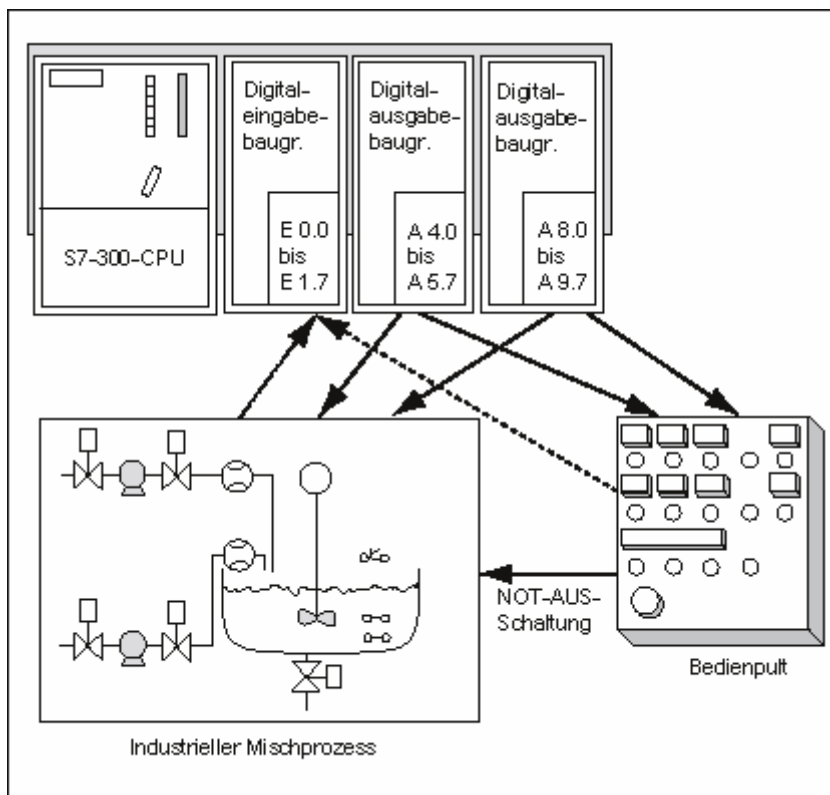 S7-300-CPU
Digital-
eingabe-
baugr.
E 0.0
bis
E 1.7
Digital-
ausgabe-
baugr.
A 4.0
bis
A 5.7
Digital-
ausgabe-
baugr.
A 8.0
bis
A 9.7
NOT-AUS-
Schaltung
Bedienpult
Industrieller Mischprozess